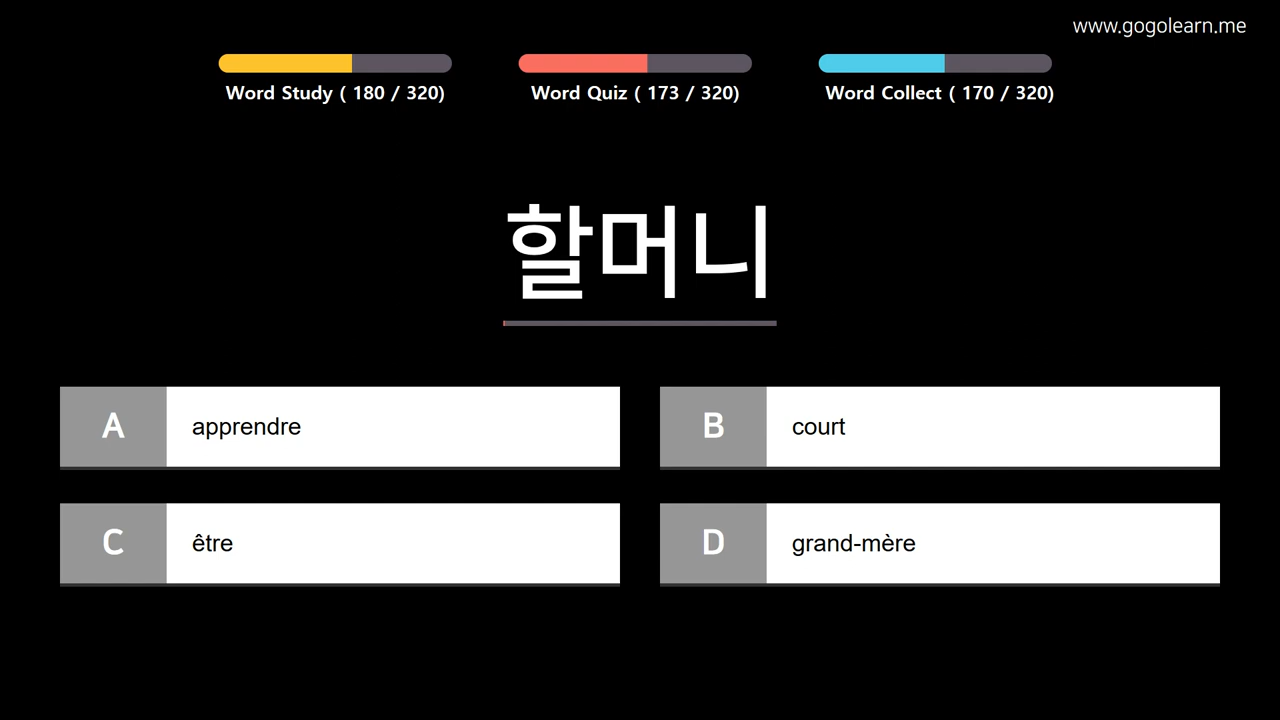 www.gogolearn.me
Word Study ( 180 / 320)
Word Quiz ( 173 / 320)
Word Collect ( 170 / 320)
할머니
A apprendre
B court
C être
D grand-mère